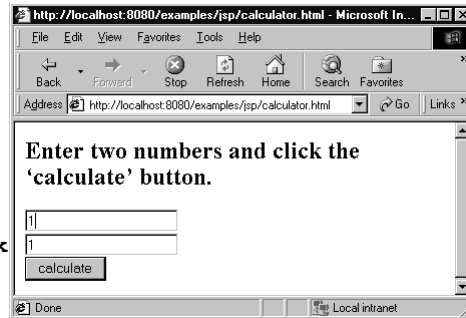 http://localhost:8080/examples/jsp/calculator.html - Microsoft In...
File Edit View Favorites Tools Help
Back Forward Stop Refresh Home Search Favorites »
Address http://localhost:8080/examples/jsp/calculator.html Go Links »
Enter two numbers and click the
‘calculate’ button.
1
1
calculate
Done Local intranet